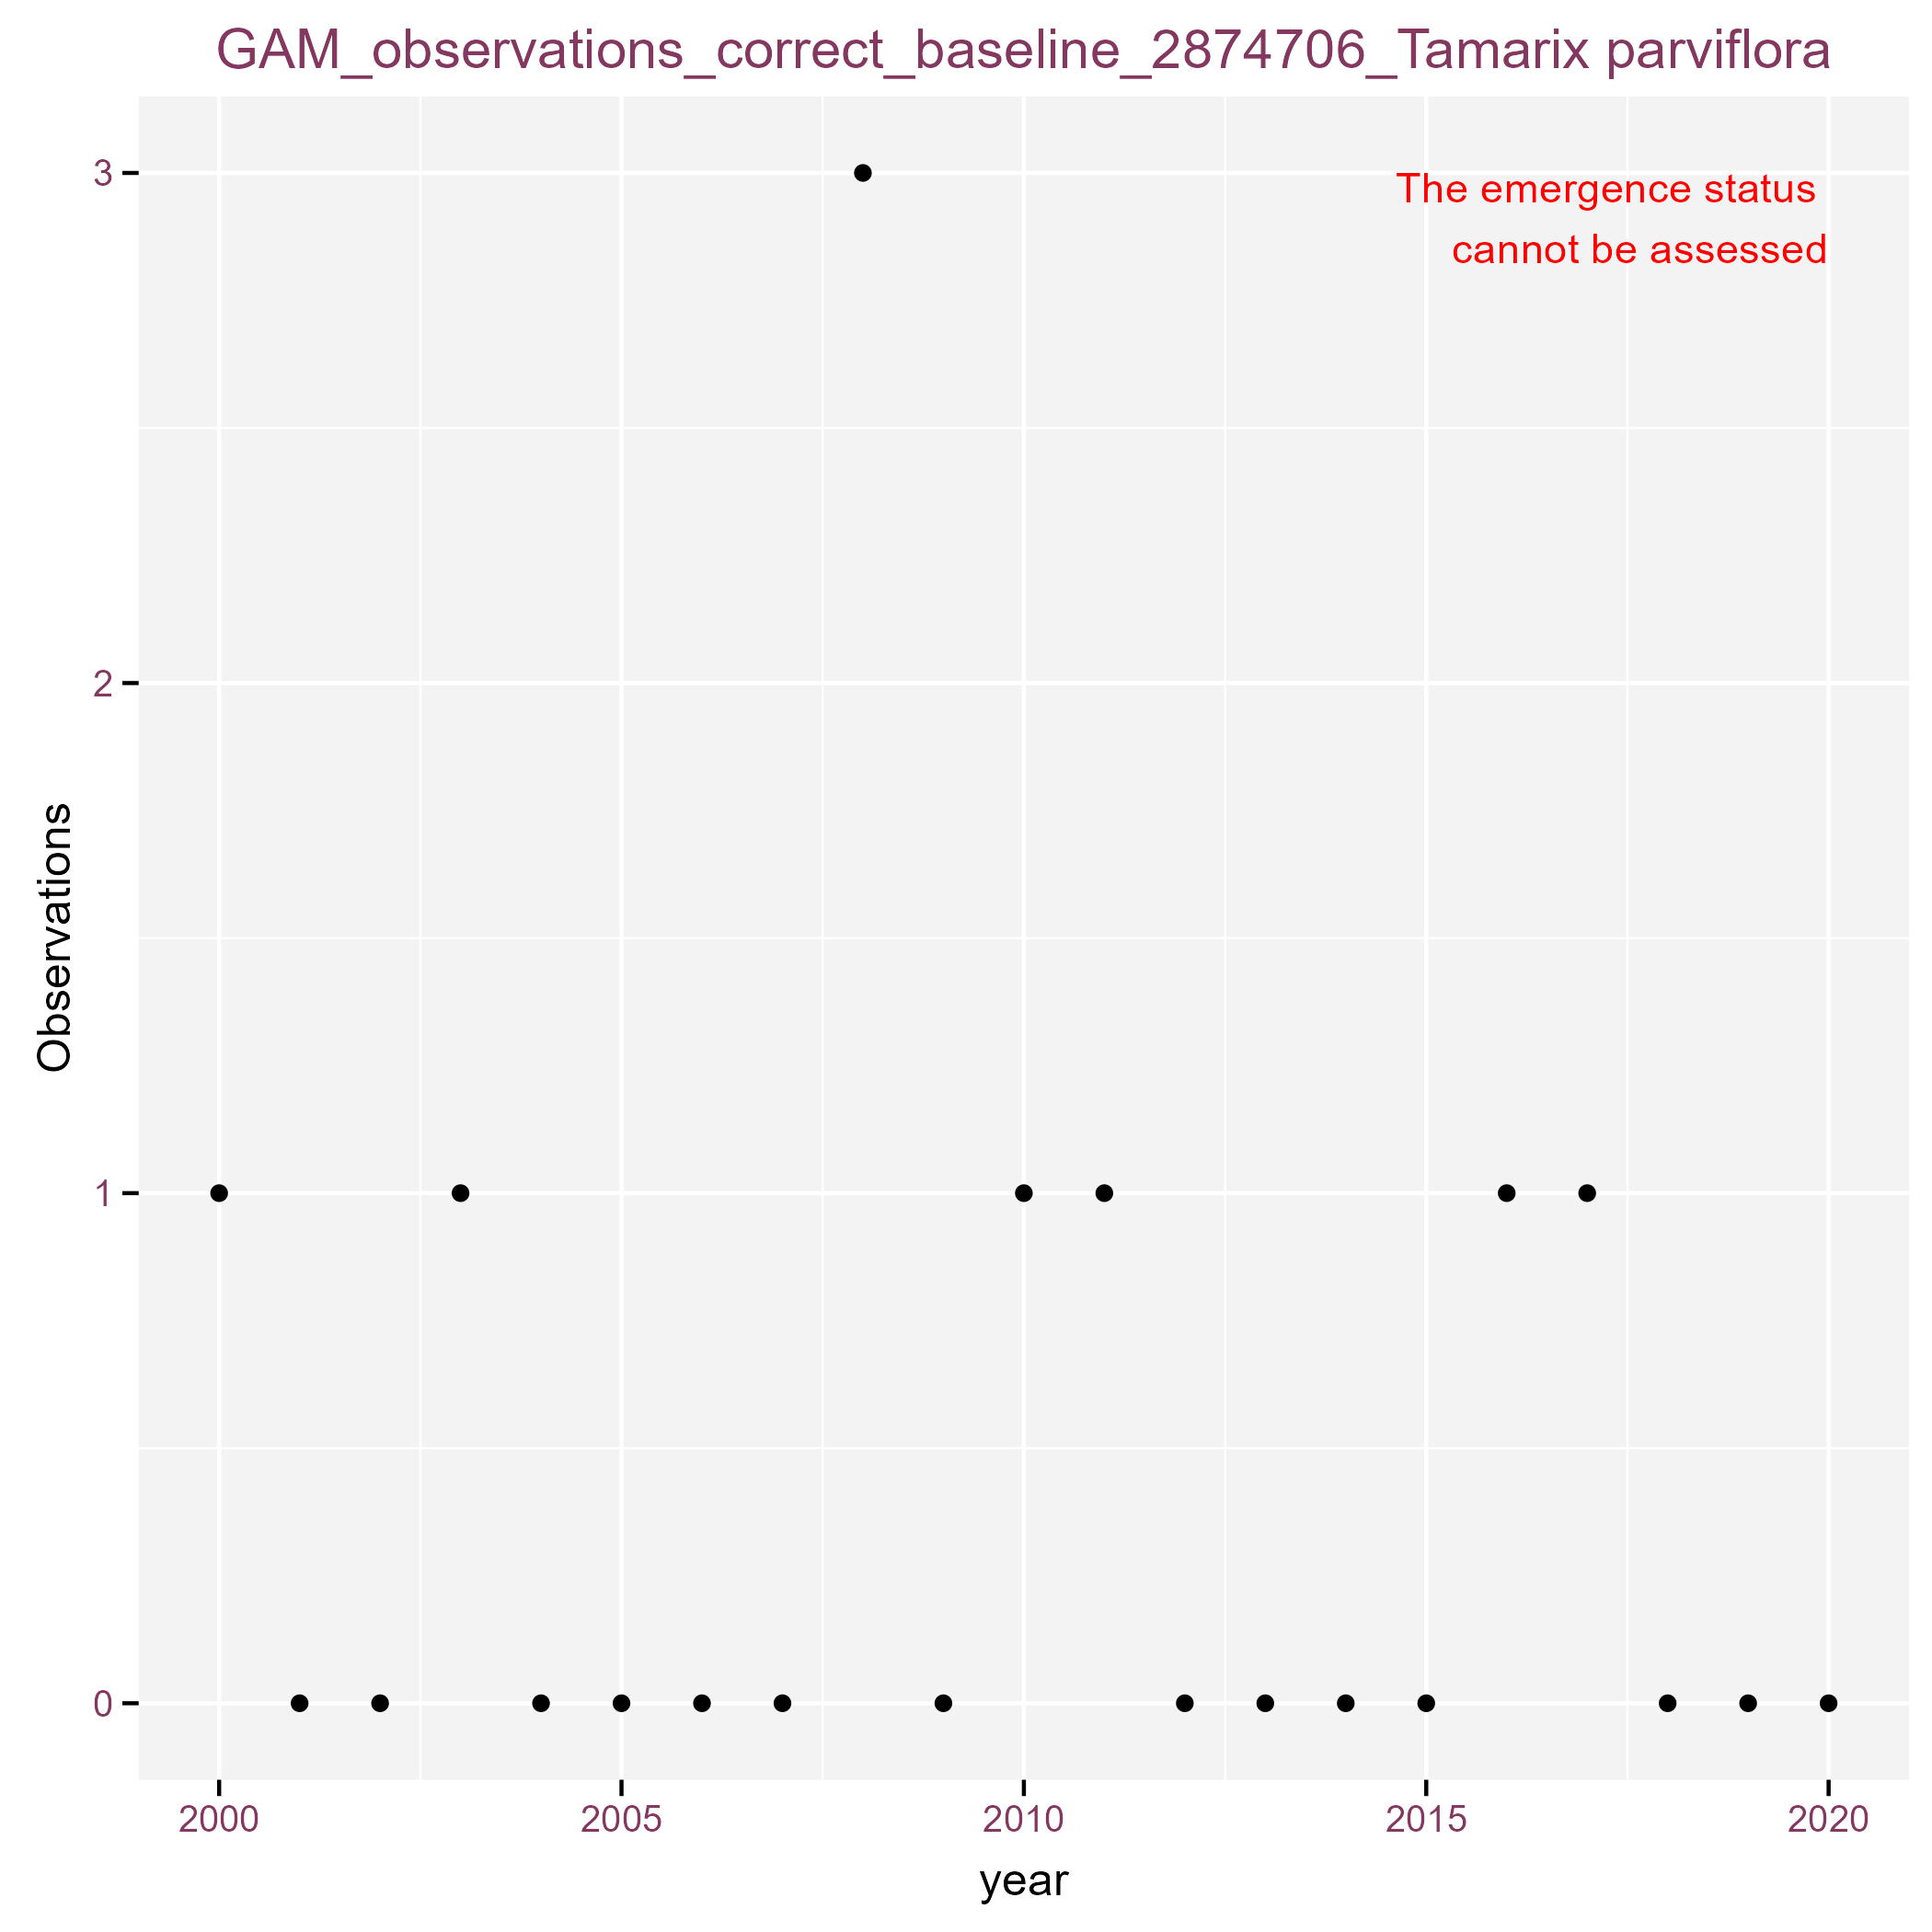 GAM_observations_correct_baseline_2874706_Tamarix parviflora
The emergence status
cannot be assessed
3
2
1
0
Observations
2000 2005 2010 2015 2020
year